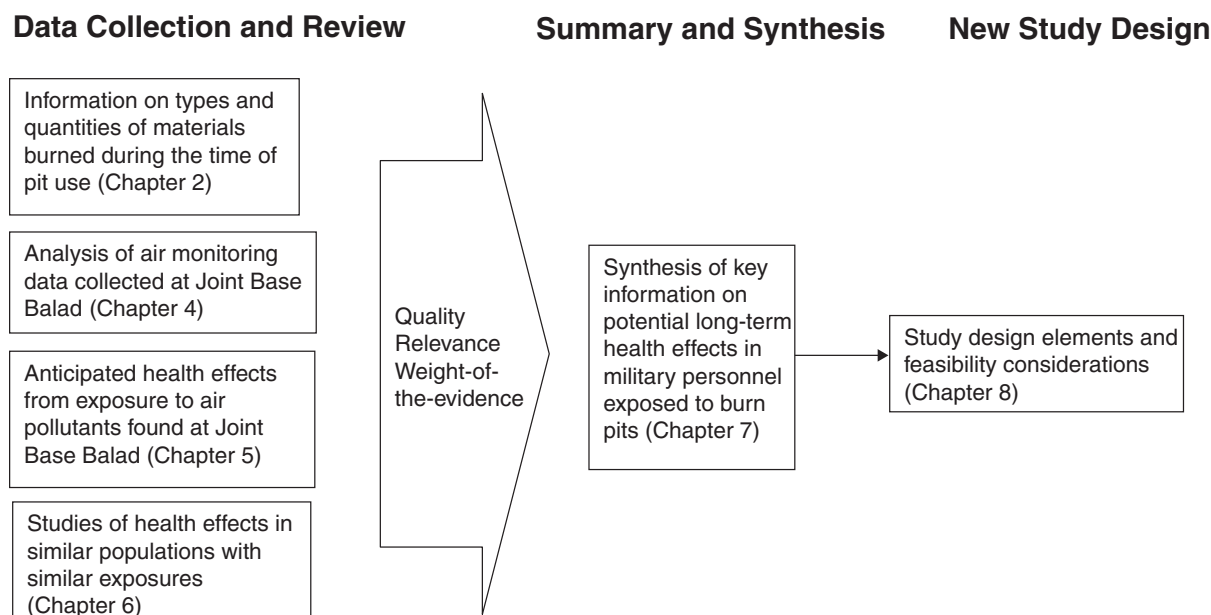 Data Collection and Review
Summary and Synthesis
New Study Design
Information on types and
quantities of materials
burned during the time of
pit use (Chapter 2)
Analysis of air monitoring
data collected at Joint Base
Balad (Chapter 4)
Anticipated health effects
from exposure to air
pollutants found at Joint
Base Balad (Chapter 5)
Studies of health effects in
similar populations with
similar exposures
(Chapter 6)
Quality
Relevance
Weight-of-
the-evidence
Synthesis of key
information on
potential long-term
health effects in
military personnel
exposed to burn
pits (Chapter 7)
Study design elements and
feasibility considerations
(Chapter 8)